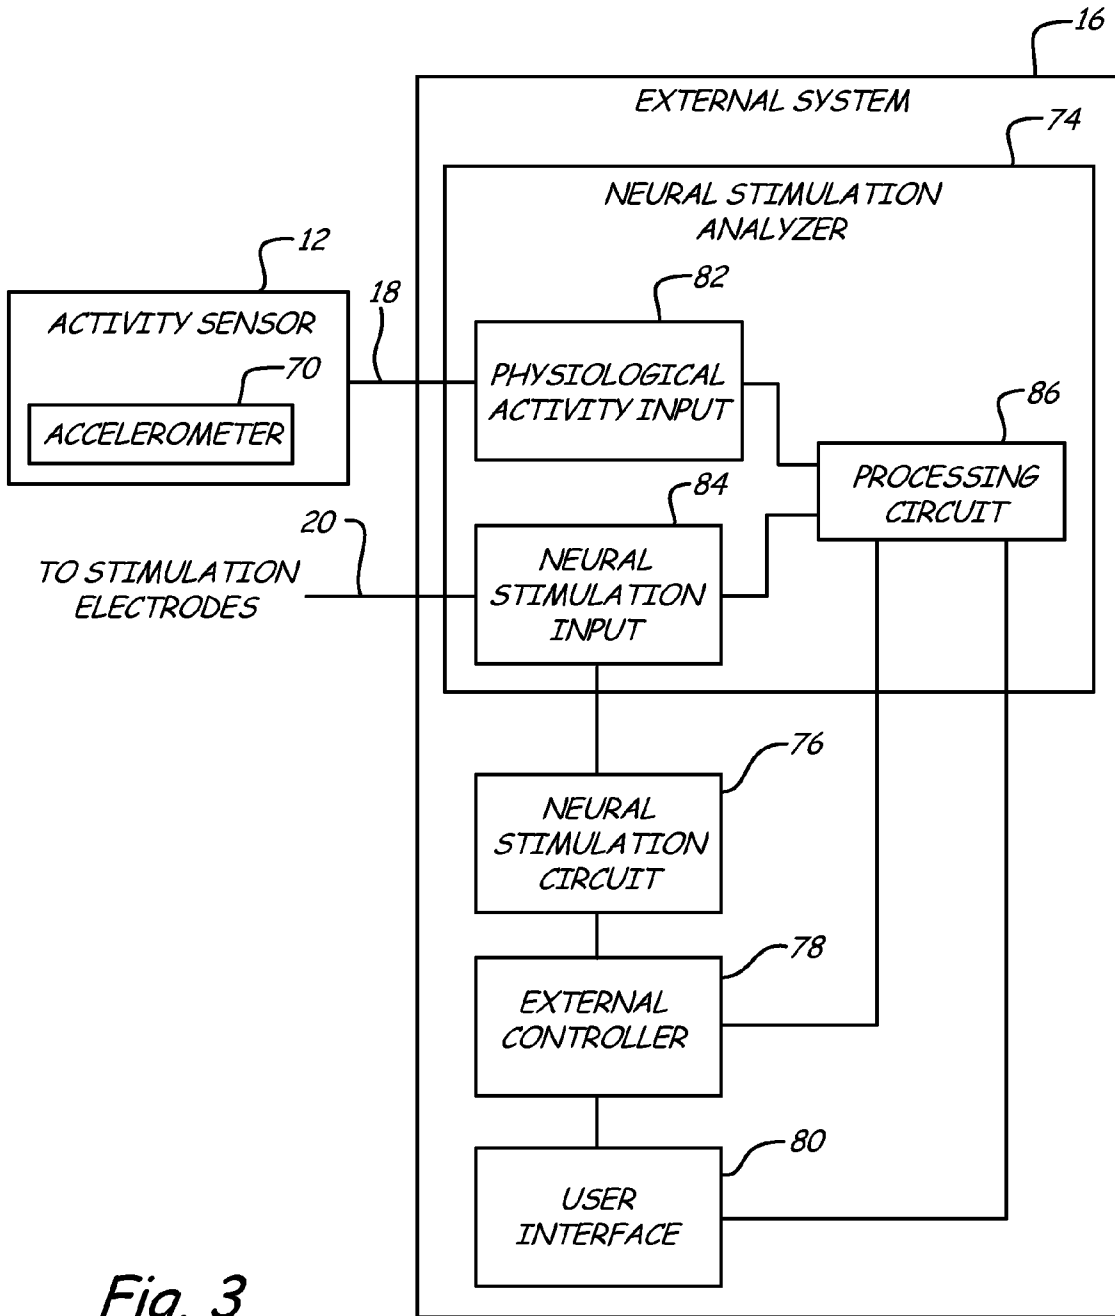 16
EXTERNAL SYSTEM
74
NEURAL STIMULATION
ANALYZER
12
ACTIVITY SENSOR
70
ACCELEROMETER
18
82
PHYSIOLOGICAL
ACTIVITY INPUT
86
PROCESSING
CIRCUIT
84
NEURAL
STIMULATION
INPUT
20
TO STIMULATION
ELECTRODES
76
NEURAL
STIMULATION
CIRCUIT
78
EXTERNAL
CONTROLLER
80
USER
INTERFACE
Fig. 3